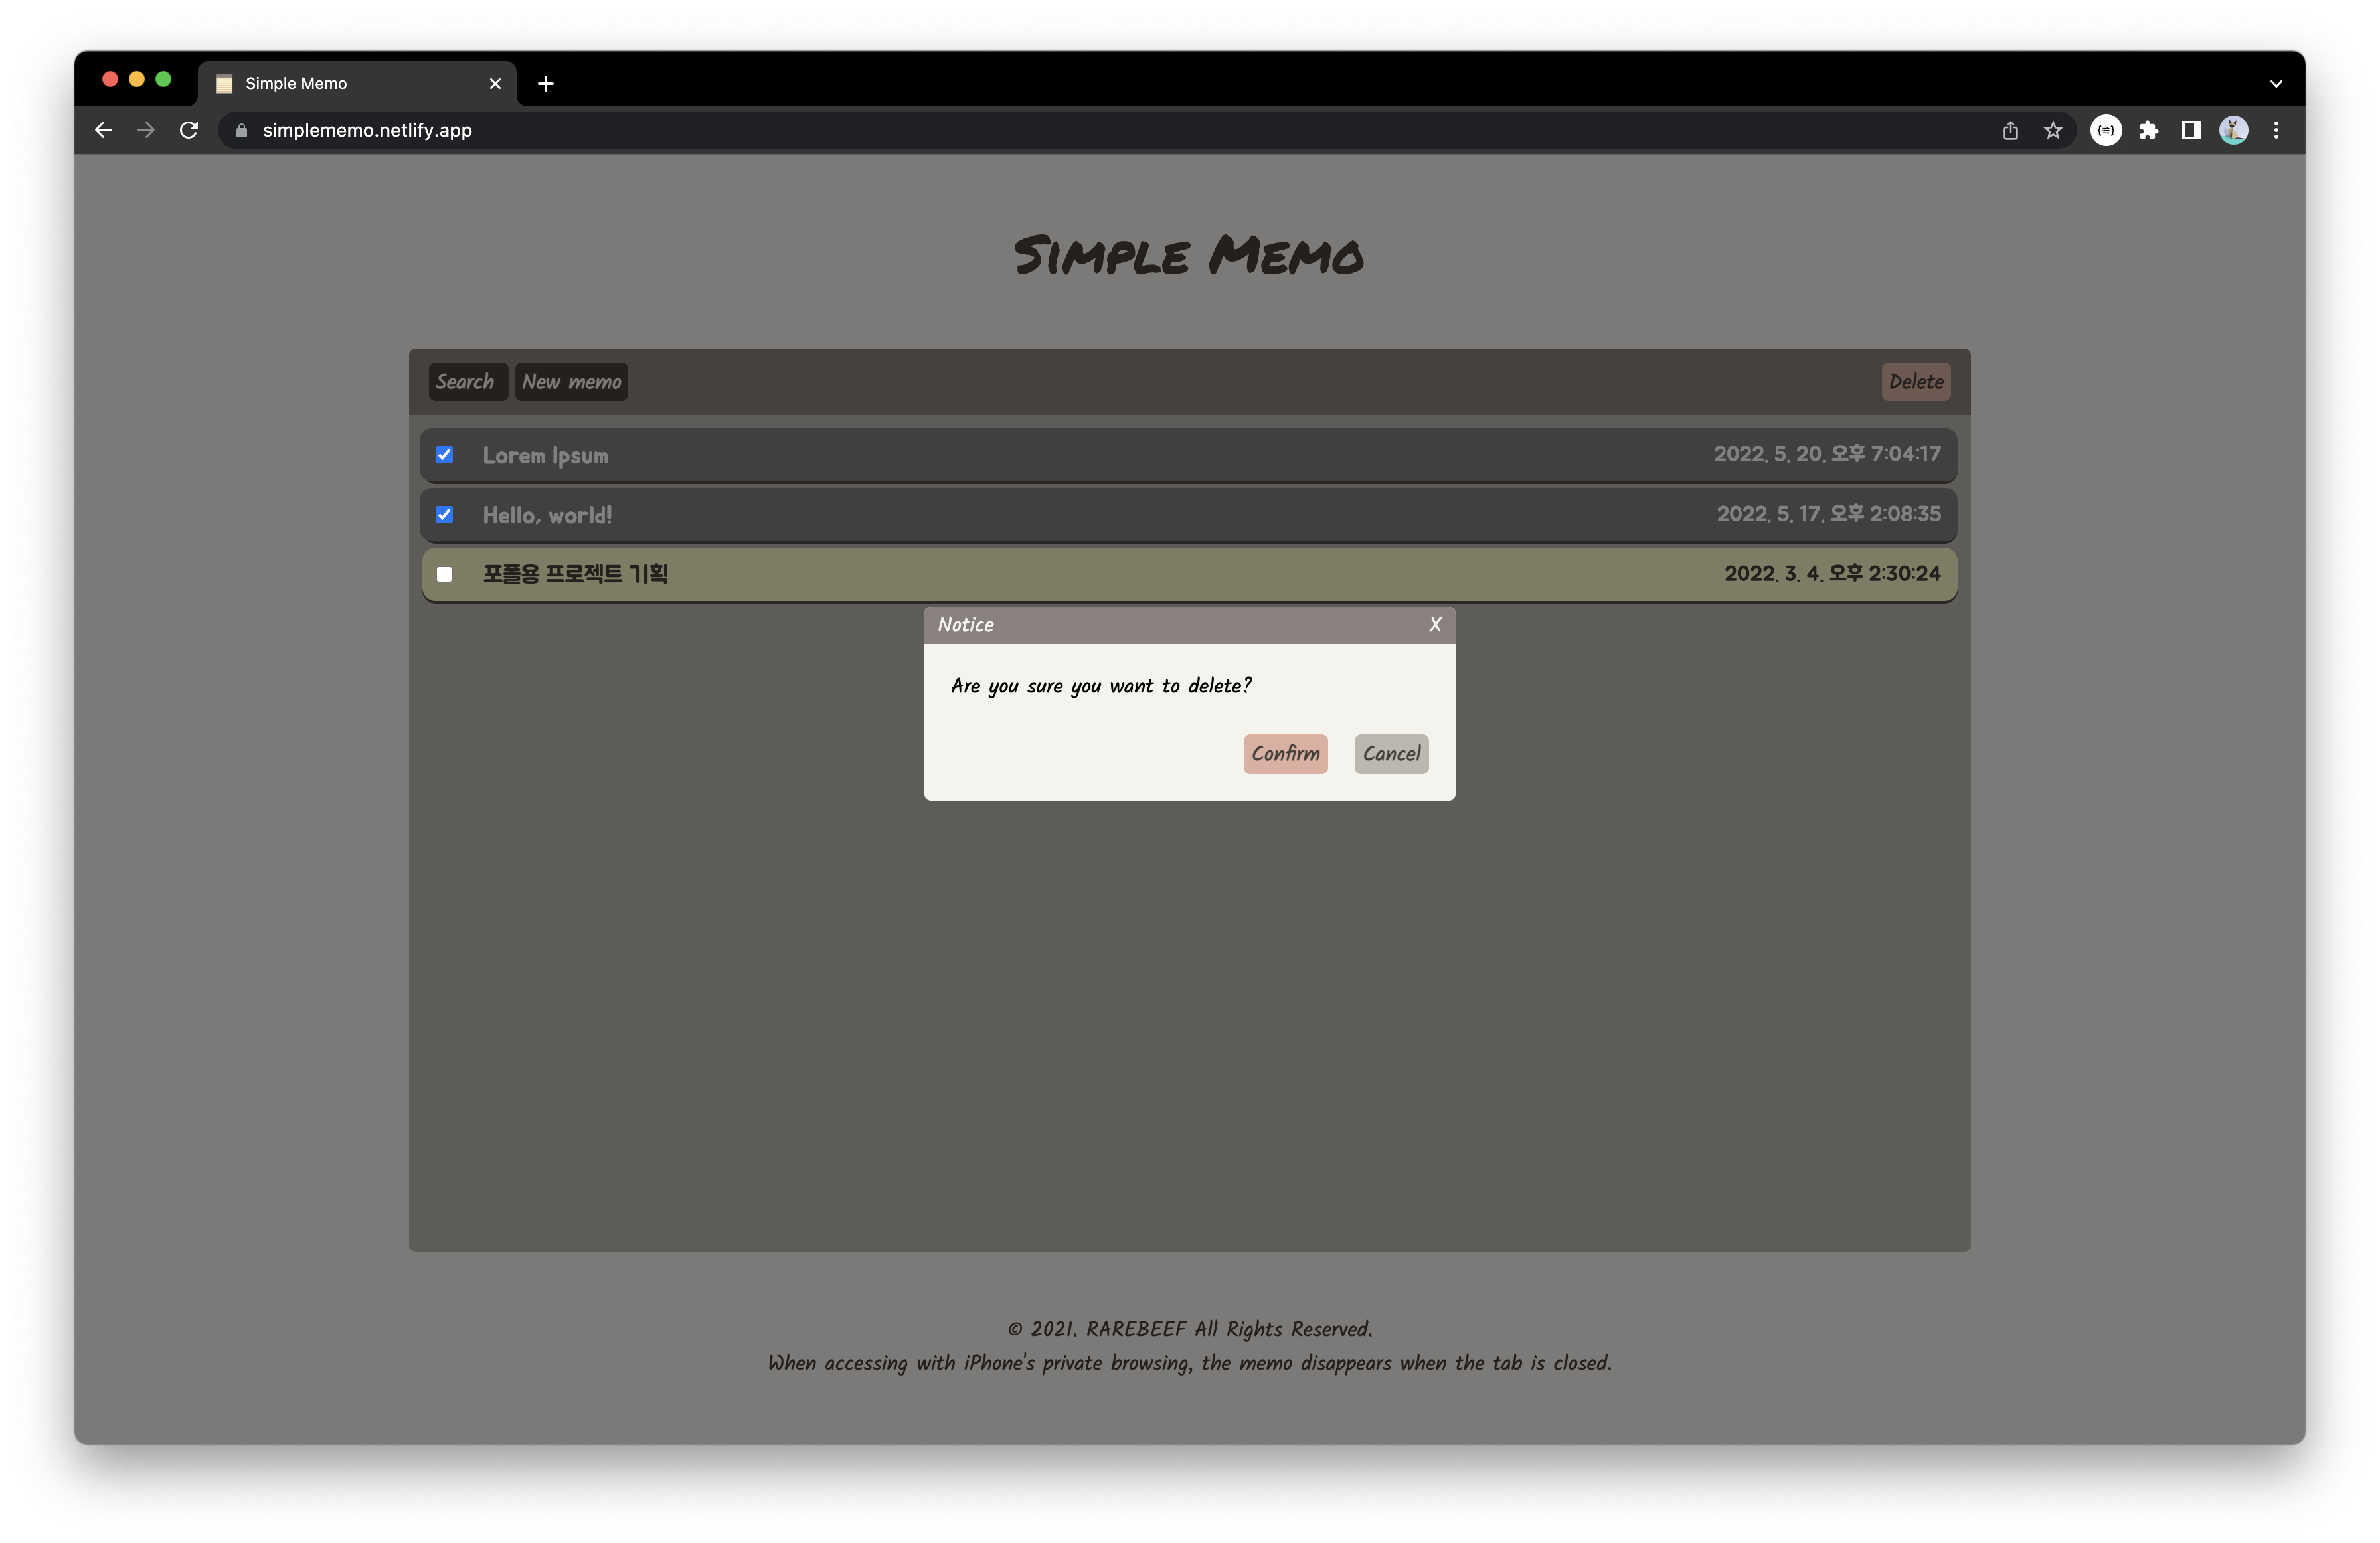 Simple Memo
simplememo.netlify.app
Simple Memo
Search New memo Delete
Lorem Ipsum 2022. 5. 20. 오후 7:04:17
Hello, world! 2022. 5. 17. 오후 2:08:35
포폴용 프로젝트 기획 2022. 3. 4. 오후 2:30:24
Notice X
Are you sure you want to delete?
Confirm Cancel
© 2021. RAREBEEF All Rights Reserved.
When accessing with iPhone's private browsing, the memo disappears when the tab is closed.